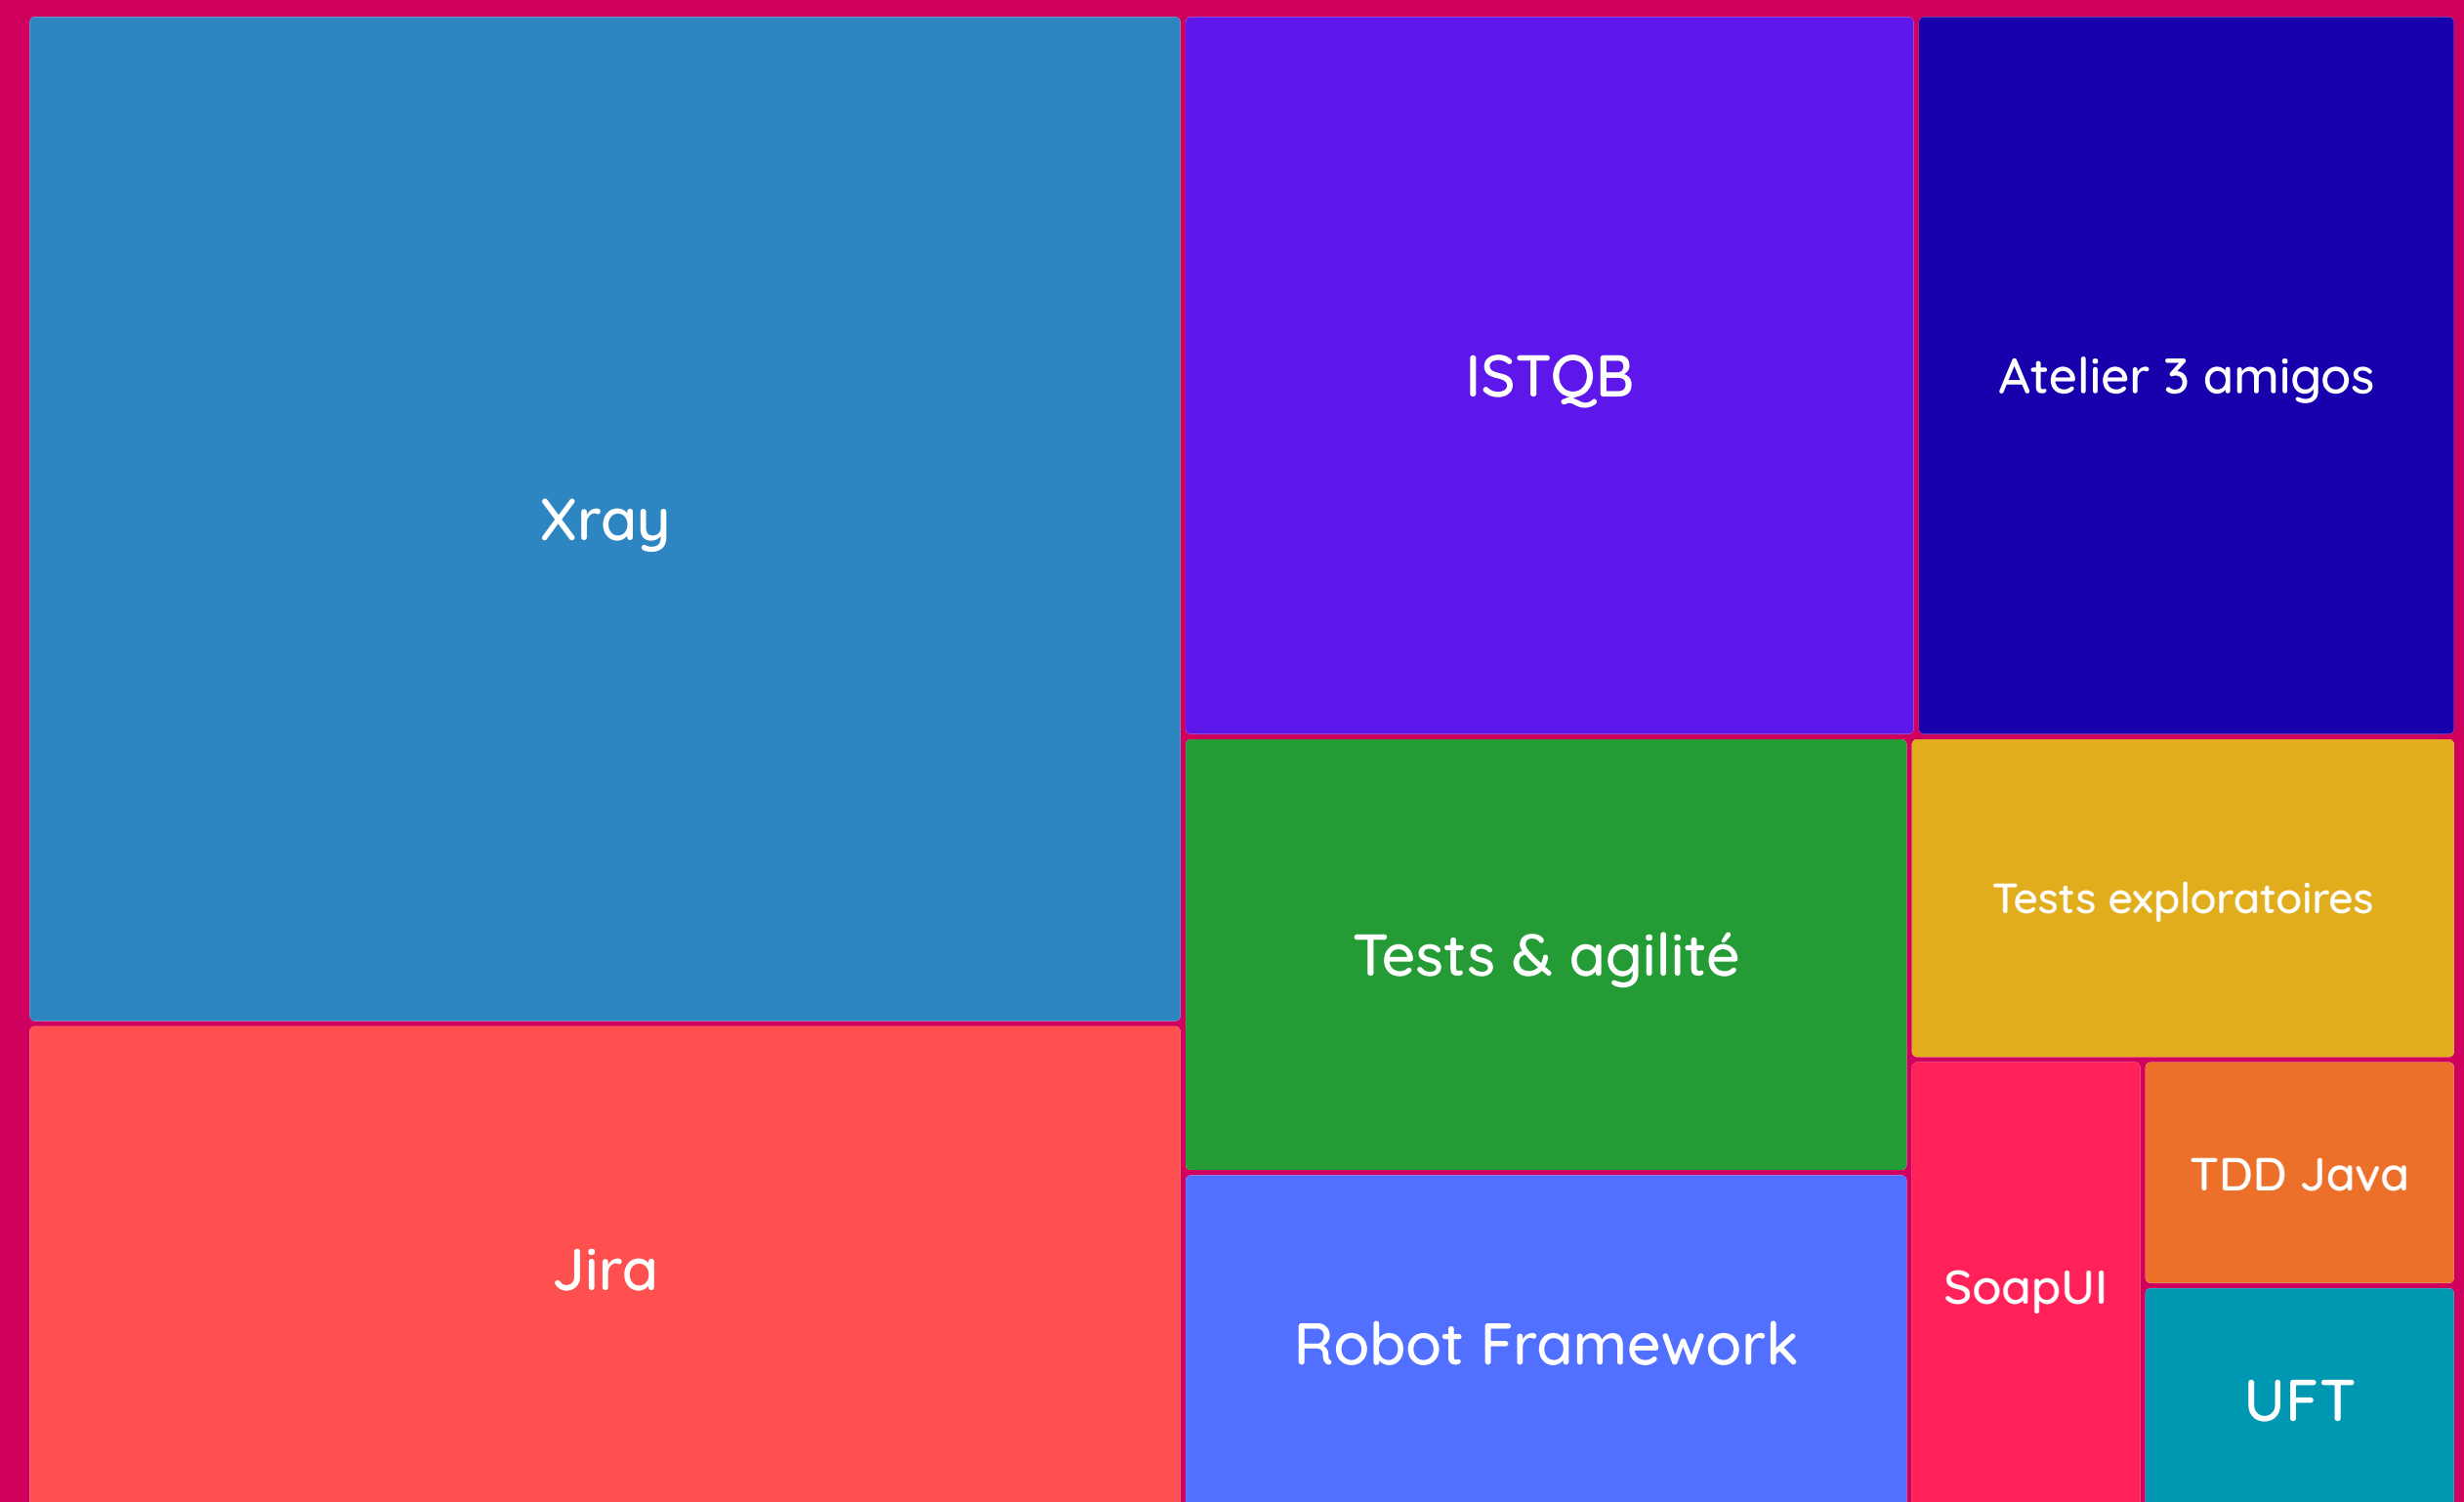 Xray
ISTQB
Atelier 3 amigos
Tests & agilité
Tests exploratoires
Jira
Robot Framework
SoapUI
TDD Java
UFT